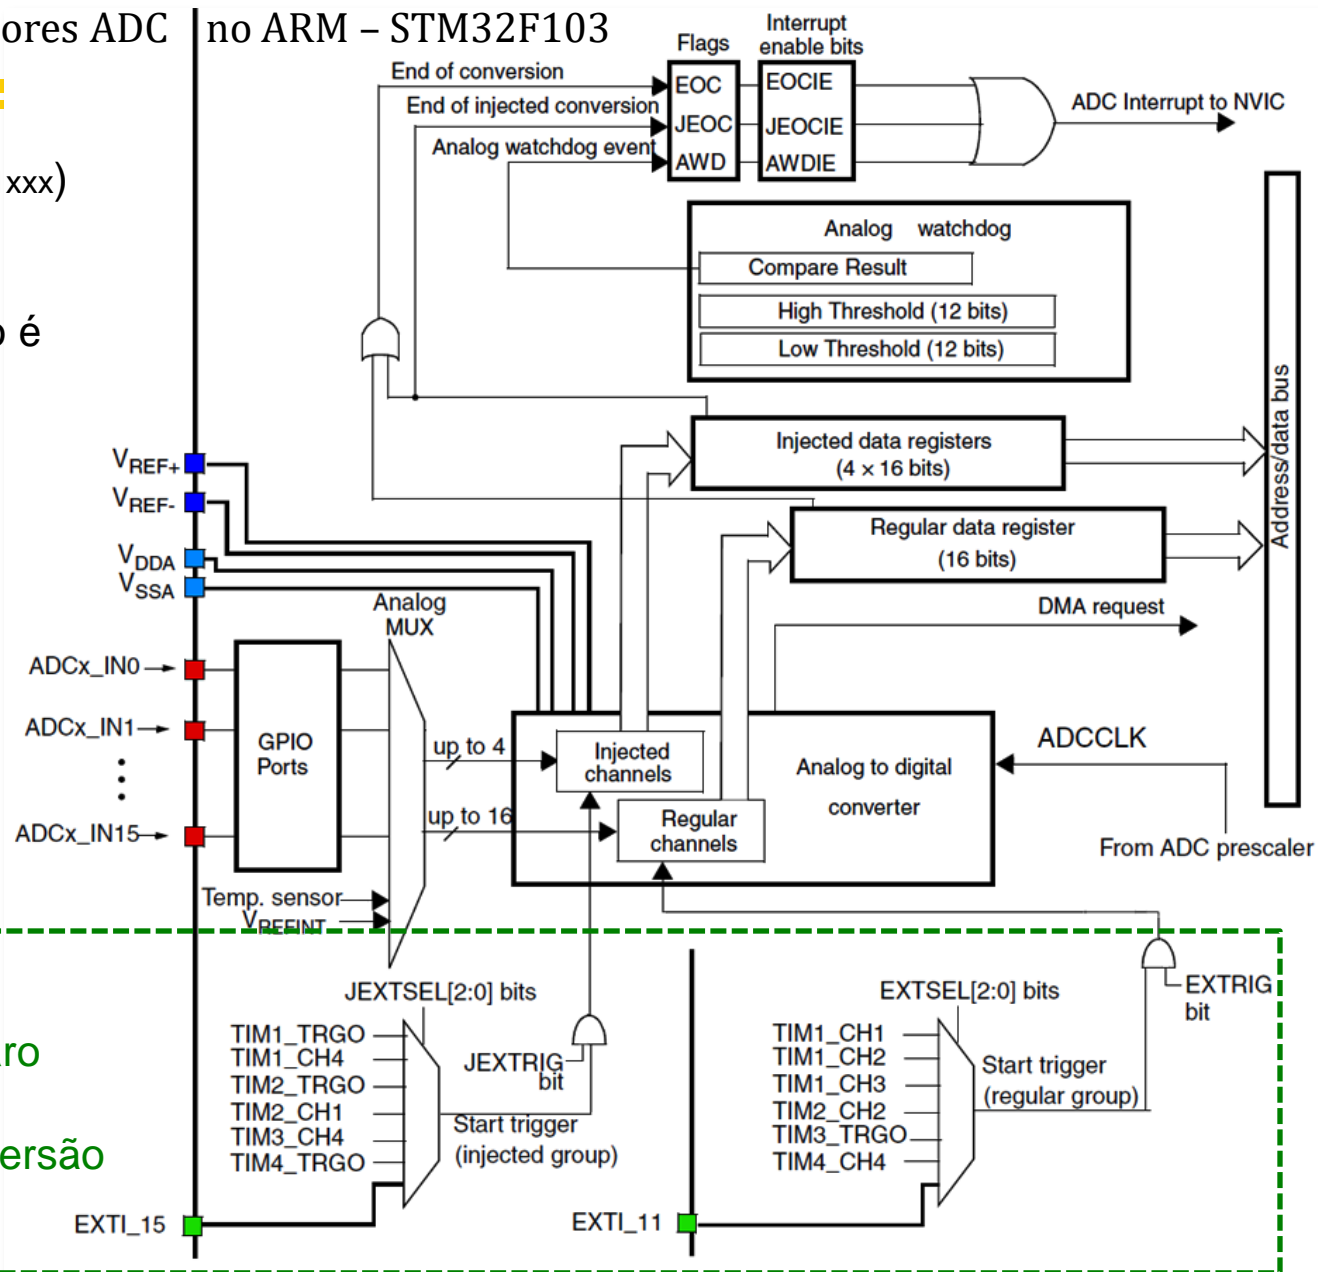 ores ADC no ARM – STM32F103
xxx)
o é
ro
ersão
Flags
Interrupt
enable bits
End of conversion
End of injected conversion
Analog watchdog event
EOC
JEOC
AWD
EOCIE
JEOCIE
AWDIE
ADC Interrupt to NVIC
Analog watchdog
Compare Result
High Threshold (12 bits)
Low Threshold (12 bits)
Address/data bus
Injected data registers
(4 × 16 bits)
Regular data register
(16 bits)
DMA request
VREF+
VREF-
VDDA
VSSA
Analog
MUX
ADCx_IN0
ADCx_IN1
ADCx_IN15
GPIO
Ports
up to 4
up to 16
Injected
channels
Regular
channels
Analog to digital
converter
ADCCLK
From ADC prescaler
Temp. sensor
VREFINT
JEXTSEL[2:0] bits
TIM1_TRGO
TIM1_CH4
TIM2_TRGO
TIM2_CH1
TIM3_CH4
TIM4_TRGO
JEXTRIG
bit
Start trigger
(injected group)
EXTI_15
EXTSEL[2:0] bits
TIM1_CH1
TIM1_CH2
TIM1_CH3
TIM2_CH2
TIM3_TRGO
TIM4_CH4
Start trigger
(regular group)
EXTRIG
bit
EXTI_11